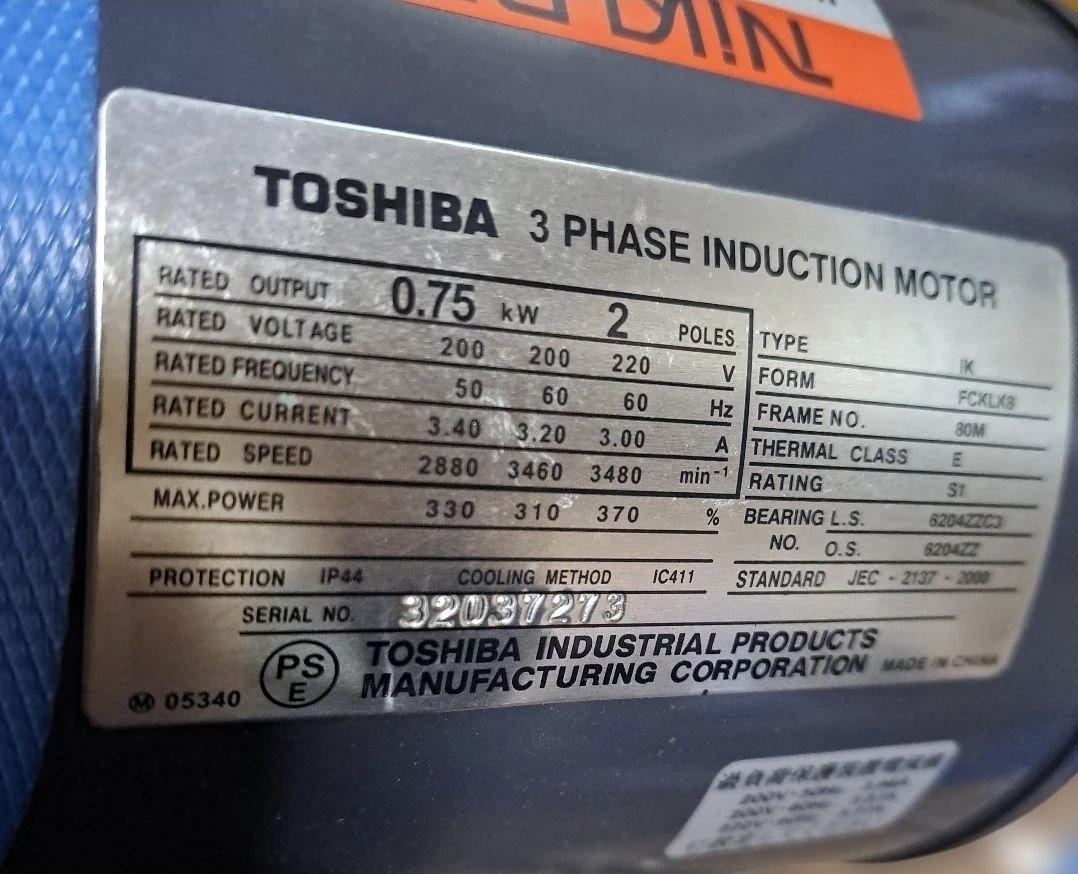 TOSHIBA 3 PHASE INDUCTION MOTOR
RATED OUTPUT 0.75 kW 2 POLES
RATED VOLTAGE 200 200 220 V
RATED FREQUENCY 50 60 60 Hz
RATED CURRENT 3.40 3.20 3.00 A
RATED SPEED 2880 3460 3480 min-1
MAX.POWER 330 310 370 %
TYPE IK
FORM FCKLK8
FRAME NO. 80M
THERMAL CLASS E
RATING S1
BEARING L.S. 6204ZZC3
NO. O.S. 6204ZZ
PROTECTION IP44 COOLING METHOD IC411 STANDARD JEC - 2137 - 2000
SERIAL NO. 32037273
PS
E
TOSHIBA INDUSTRIAL PRODUCTS
MANUFACTURING CORPORATION MADE IN CHINA
M 05340